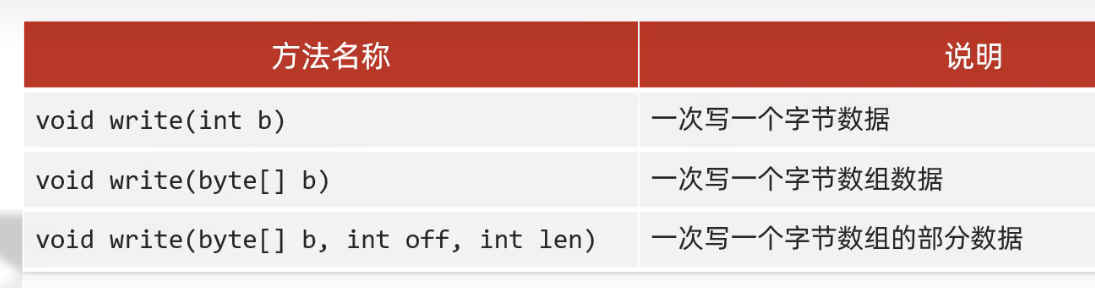 方法名称 说明
void write(int b) 一次写一个字节数据
void write(byte[] b) 一次写一个字节数组数据
void write(byte[] b, int off, int len) 一次写一个字节数组的部分数据